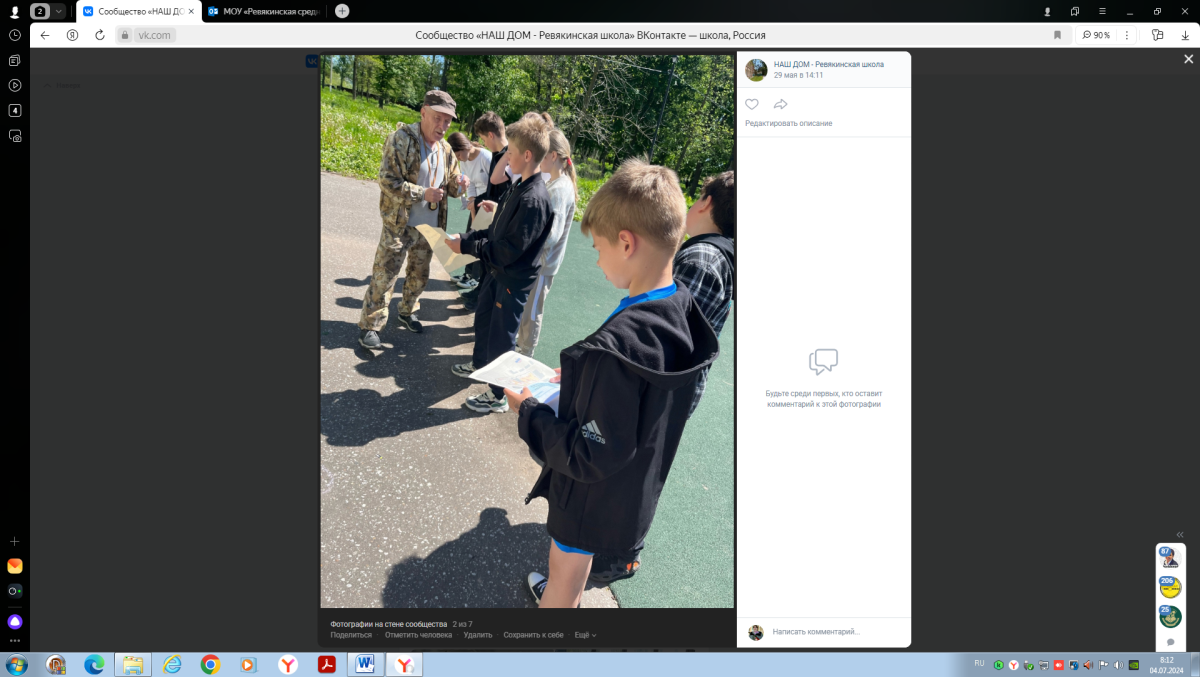 2
Сообщество «НАШ ДО
МОУ «Ревякинская средн
vk.com
Сообщество «НАШ ДОМ - Ревякинская школа» ВКонтакте — школа, Россия
90%
4
НАШ ДОМ - Ревякинская школа
29 мая в 14:11
Редактировать описание
adidas
Будьте среди первых, кто оставит
комментарий к этой фотографии
Фотографии на стене сообщества 2 из 7
Поделиться Отметить человека Удалить Сохранить к себе Ещё
Написать комментарий...
87
206
25
RU
8:12
04.07.2024